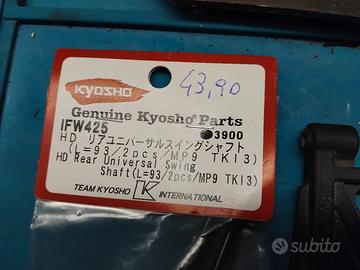 KYOSHO
43,90
Genuine Kyosho Parts
IFW425
3900
HD リアユニバーサルスイングシャフト
(L=93/2pcs/MP9 TKI3)
HD Rear Universal Swing
Shaft(L=93/2pcs/MP9 TKI3)
TEAM KYOSHO K INTERNATIONAL
subito